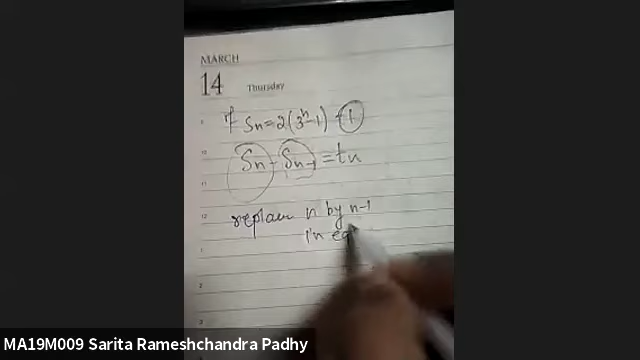 MARCH
14 Thursday
If Sn = 2(3^n - 1) - ①
Sn - Sn-1 = tn
replace n by n-1
in eq
MA19M009 Sarita Rameshchandra Padhy